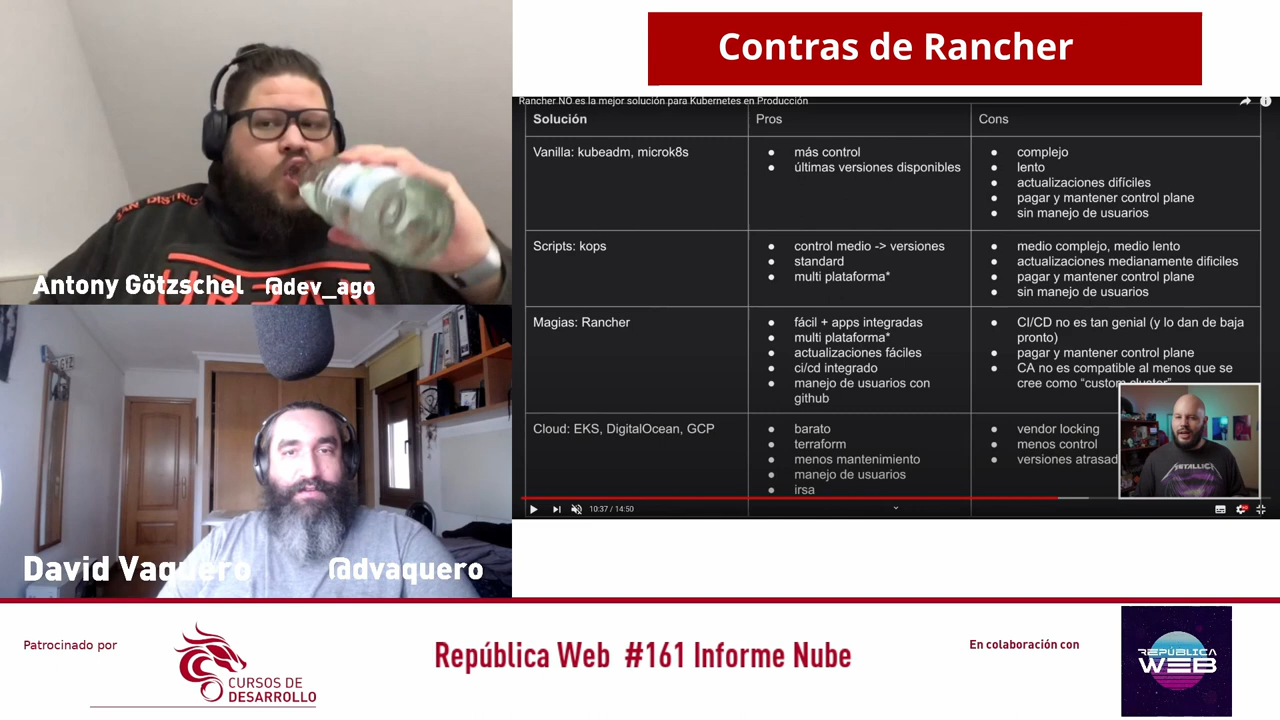 Contras de Rancher
Rancher NO es la mejor solución para Kubernetes en Producción
Solución
Pros
Cons
Vanilla: kubeadm, microk8s
más control
últimas versiones disponibles
complejo
lento
actualizaciones difíciles
pagar y mantener control plane
sin manejo de usuarios
Scripts: kops
control medio -> versiones
standard
multi plataforma*
medio complejo, medio lento
actualizaciones medianamente dificiles
pagar y mantener control plane
sin manejo de usuarios
Magias: Rancher
fácil + apps integradas
multi plataforma*
actualizaciones fáciles
ci/cd integrado
manejo de usuarios con
github
CI/CD no es tan genial (y lo dan de baja
pronto)
pagar y mantener control plane
CA no es compatible al menos que se
cree como "custom cluster"
Cloud: EKS, DigitalOcean, GCP
barato
terraform
menos mantenimiento
manejo de usuarios
irsa
vendor locking
menos control
versiones atrasad
METALLICA
10:37 / 14:50
Antony Götzschel @dev_ago
David Vaquero @dvaquero
Patrocinado por
CURSOS DE
DESARROLLO
República Web #161 Informe Nube
En colaboración con
REPÚBLICA
WEB